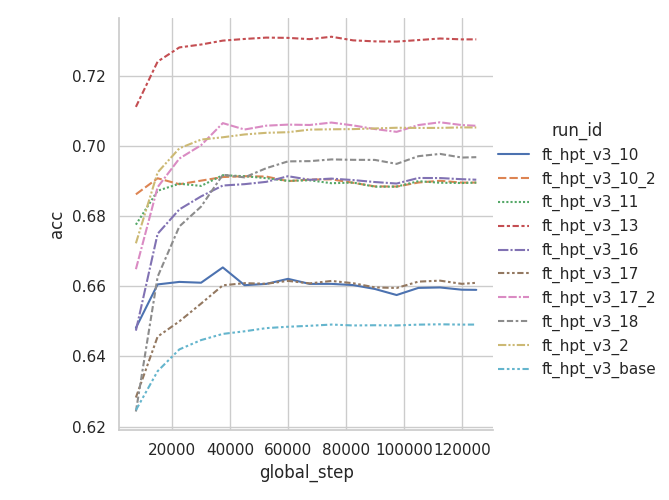 0.72
0.70
0.68
0.66
0.64
0.62
acc
20000 40000 60000 80000 100000 120000
global_step
run_id
ft_hpt_v3_10
ft_hpt_v3_10_2
ft_hpt_v3_11
ft_hpt_v3_13
ft_hpt_v3_16
ft_hpt_v3_17
ft_hpt_v3_17_2
ft_hpt_v3_18
ft_hpt_v3_2
ft_hpt_v3_base